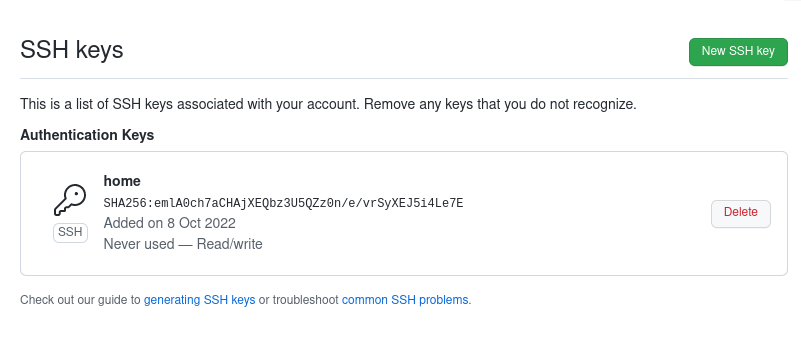 SSH keys
New SSH key
This is a list of SSH keys associated with your account. Remove any keys that you do not recognize.
Authentication Keys
home
SHA256:emlA0ch7aCHAjXEQbz3U5QZz0n/e/vrSyXEJ5i4Le7E
SSH
Added on 8 Oct 2022
Never used — Read/write
Delete
Check out our guide to generating SSH keys or troubleshoot common SSH problems.